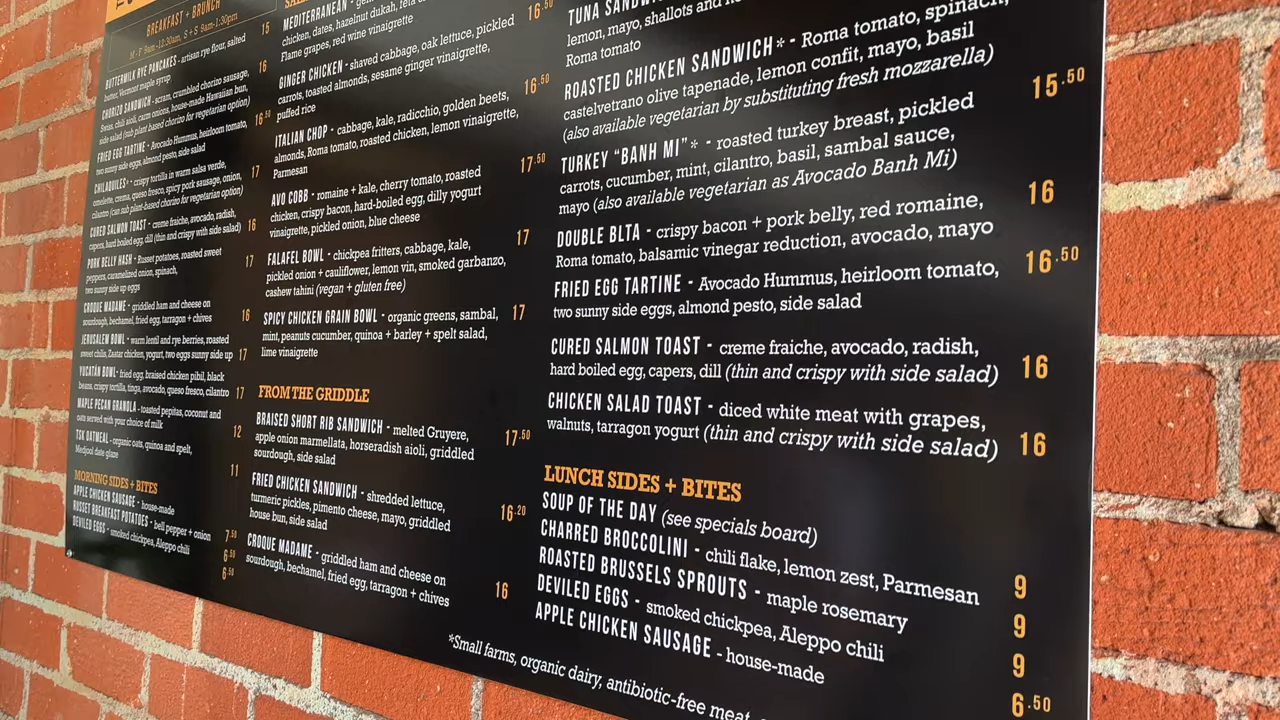 BREAKFAST + BRUNCH
M - F 9am -12:30am, S + S 9am-1:30pm
BUTTERMILK RYE PANCAKES - artisan rye flour, salted
butter, Vermont maple syrup
15
CHORIZO SANDWICH - scram, crumbled chorizo sausage,
Swiss, chili aioli, carm onions, house-made Hawaiian bun,
side salad (sub plant based chorizo for vegetarian option)
16
FRIED EGG TARTINE - Avocado Hummus, heirloom tomato,
two sunny side eggs, almond pesto, side salad
16.50
CHILAQUILES* - crispy tortilla in warm salsa verde,
omelette, crema, queso fresco, spicy pork sausage, onion,
cilantro (can sub plant-based chorizo for vegetarian option)
17
CURED SALMON TOAST - creme fraiche, avocado, radish,
capers, hard boiled egg, dill (thin and crispy with side salad)
16
PORK BELLY HASH - Russet potatoes, roasted sweet
peppers, caramelized onion, spinach,
two sunny side up eggs
17
CROQUE MADAME - griddled ham and cheese on
sourdough, bechamel, fried egg, tarragon + chives
16
JERUSALEM BOWL - warm lentil and rye berries, roasted
sweet chilis, Zaatar chicken, yogurt, two eggs sunny side up
17
YUCATÁN BOWL - fried egg, braised chicken pibil, black
beans, crispy tortilla, tinga, avocado, queso fresco, cilantro
17
MAPLE PECAN GRANOLA - toasted pepitas, coconut and
oats served with your choice of milk
12
TSK OATMEAL - organic oats, quinoa and spelt,
Medjool date glaze
11
MORNING SIDES + BITES
APPLE CHICKEN SAUSAGE - house-made
7.50
RUSSET BREAKFAST POTATOES - bell pepper + onion
6.50
DEVILED EGGS - smoked chickpea, Aleppo chili
6.50
MEDITERRANEAN -
chicken, dates, hazelnut dukah, feta
Flame grapes, red wine vinaigrette
16.50
GINGER CHICKEN - shaved cabbage, oak lettuce, pickled
carrots, toasted almonds, sesame ginger vinaigrette,
puffed rice
16.50
ITALIAN CHOP - cabbage, kale, radicchio, golden beets,
almonds, Roma tomato, roasted chicken, lemon vinaigrette,
Parmesan
17.50
AVO COBB - romaine + kale, cherry tomato, roasted
chicken, crispy bacon, hard-boiled egg, dilly yogurt
vinaigrette, pickled onion, blue cheese
17
FALAFEL BOWL - chickpea fritters, cabbage, kale,
pickled onion + cauliflower, lemon vin, smoked garbanzo,
cashew tahini (vegan + gluten free)
SPICY CHICKEN GRAIN BOWL - organic greens, sambal,
mint, peanuts cucumber, quinoa + barley + spelt salad,
lime vinaigrette
17
FROM THE GRIDDLE
BRAISED SHORT RIB SANDWICH - melted Gruyere,
apple onion marmellata, horseradish aioli, griddled
sourdough, side salad
17.50
FRIED CHICKEN SANDWICH - shredded lettuce,
turmeric pickles, pimento cheese, mayo, griddled
house bun, side salad
16.20
CROQUE MADAME - griddled ham and cheese on
sourdough, bechamel, fried egg, tarragon + chives
16
TUNA
lemon, mayo, shallots and
Roma tomato
ROASTED CHICKEN SANDWICH* - Roma tomato, spinach,
castelvetrano olive tapenade, lemon confit, mayo, basil
(also available vegetarian by substituting fresh mozzarella)
15.50
TURKEY “BANH MI”* - roasted turkey breast, pickled
carrots, cucumber, mint, cilantro, basil, sambal sauce,
mayo (also available vegetarian as Avocado Banh Mi)
16
DOUBLE BLTA - crispy bacon + pork belly, red romaine,
Roma tomato, balsamic vinegar reduction, avocado, mayo
16.50
FRIED EGG TARTINE - Avocado Hummus, heirloom tomato,
two sunny side eggs, almond pesto, side salad
CURED SALMON TOAST - creme fraiche, avocado, radish,
hard boiled egg, capers, dill (thin and crispy with side salad)
16
CHICKEN SALAD TOAST - diced white meat with grapes,
walnuts, tarragon yogurt (thin and crispy with side salad)
16
LUNCH SIDES + BITES
SOUP OF THE DAY (see specials board)
CHARRED BROCCOLINI - chili flake, lemon zest, Parmesan
9
ROASTED BRUSSELS SPROUTS - maple rosemary
9
DEVILED EGGS - smoked chickpea, Aleppo chili
9
APPLE CHICKEN SAUSAGE - house-made
6.50
*Small farms, organic dairy, antibiotic-free meat